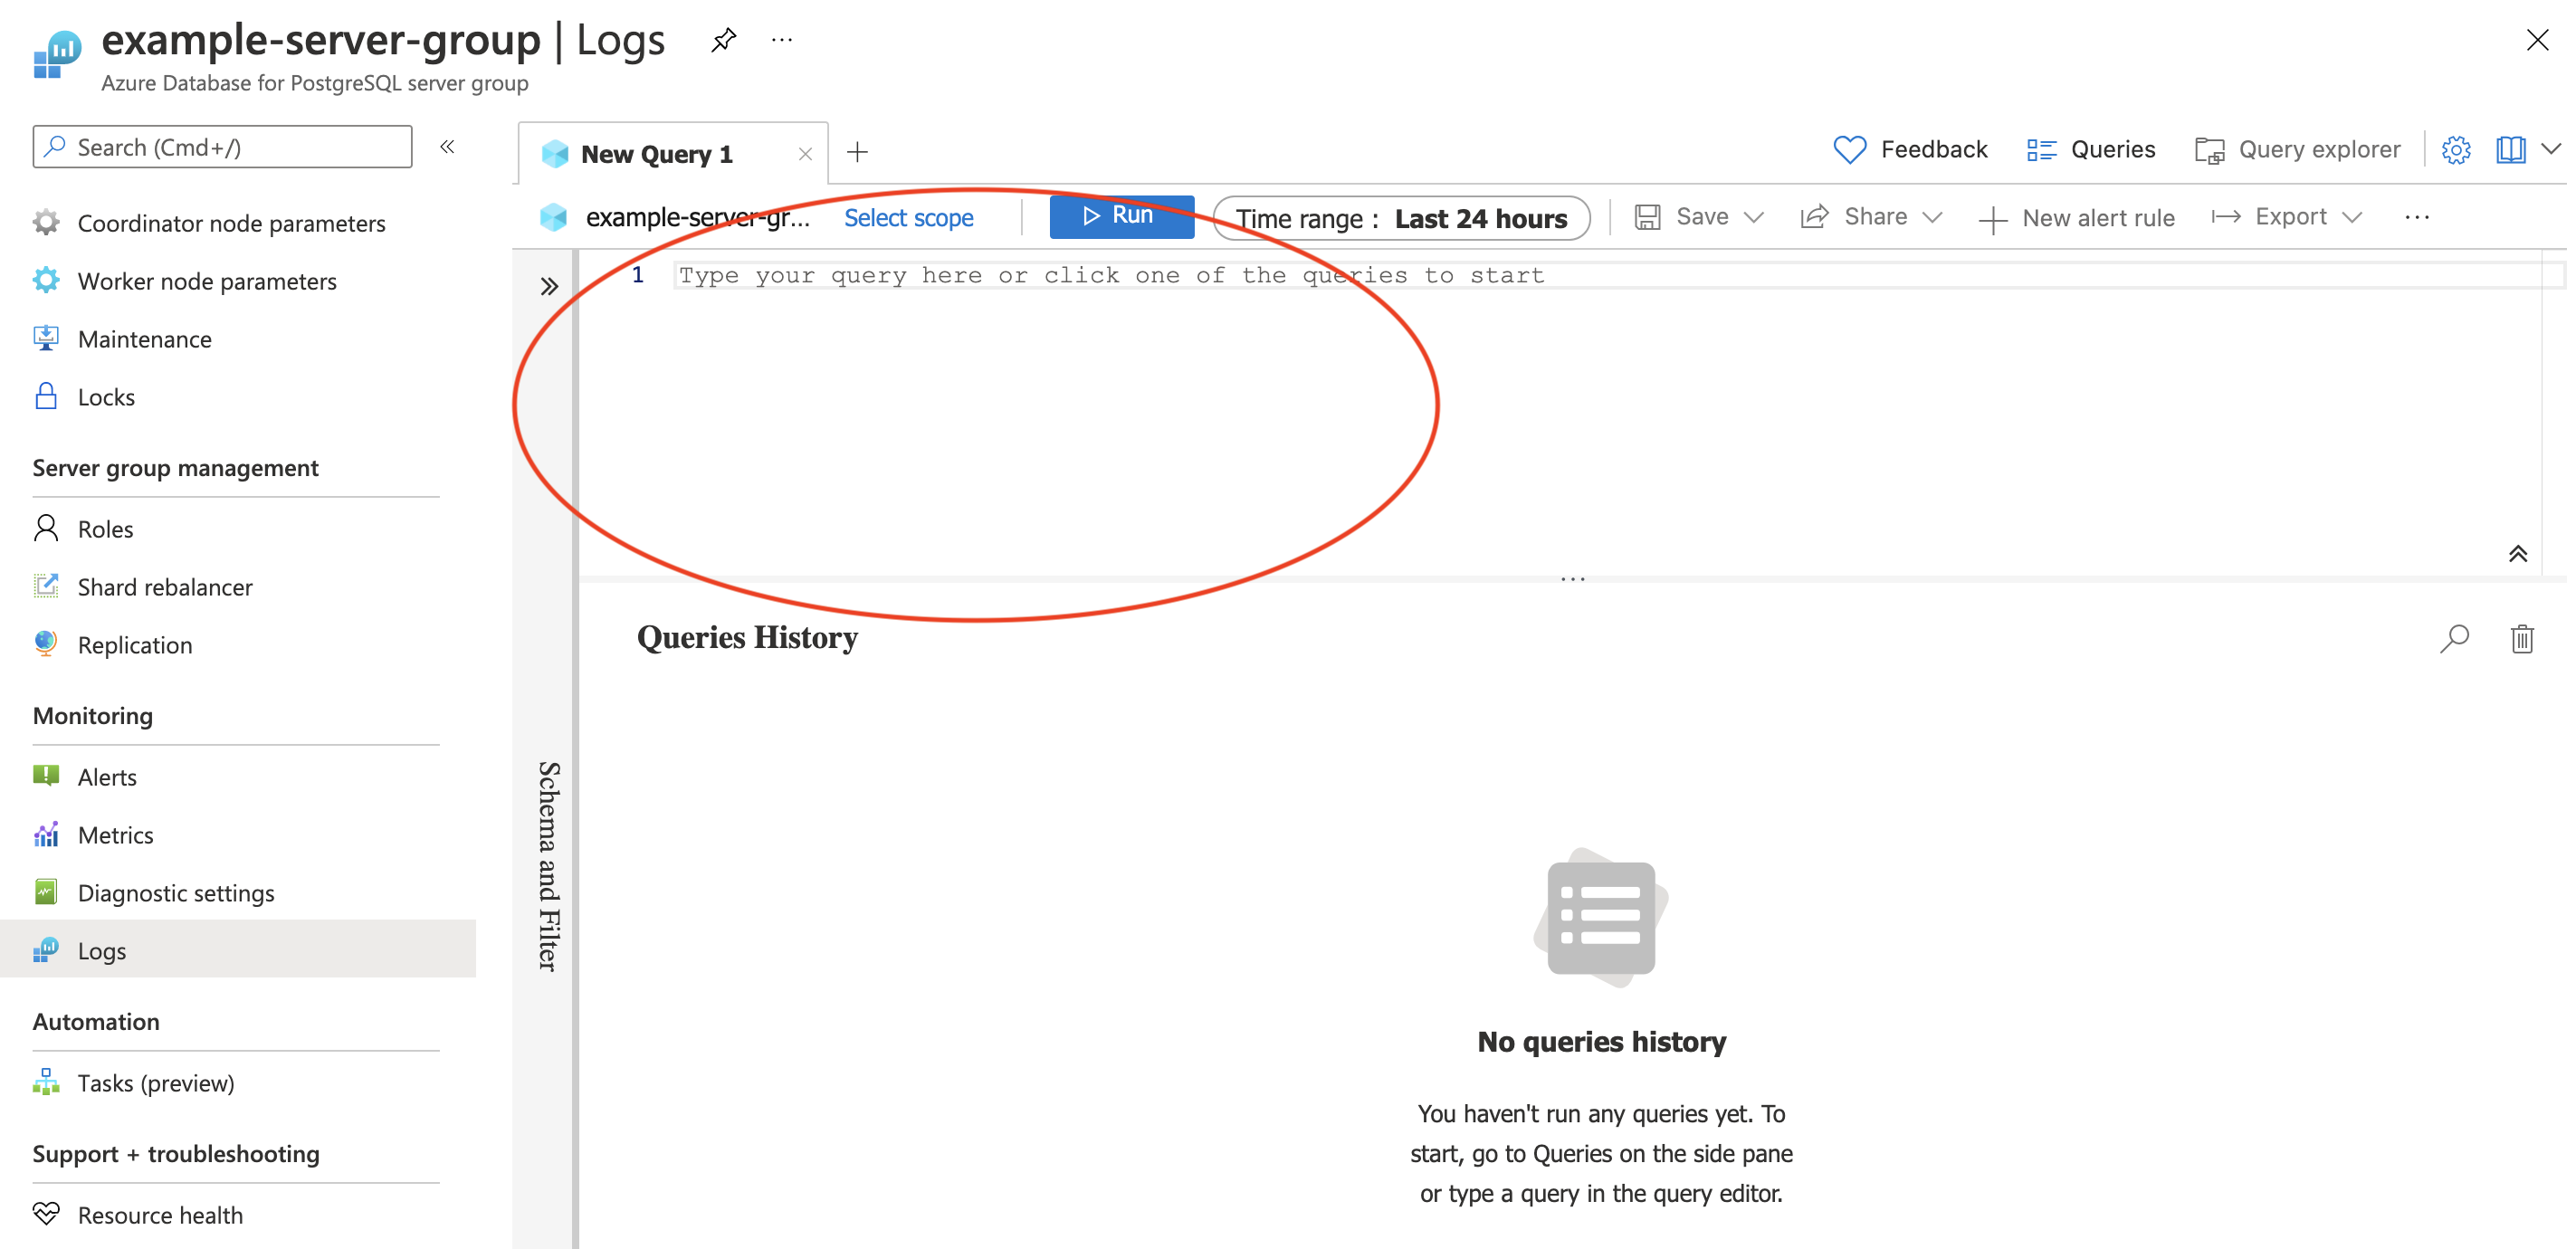 example-server-group | Logs
Azure Database for PostgreSQL server group
Search (Cmd+/)
Coordinator node parameters
Worker node parameters
Maintenance
Locks
Server group management
Roles
Shard rebalancer
Replication
Monitoring
Alerts
Metrics
Diagnostic settings
Logs
Automation
Tasks (preview)
Support + troubleshooting
Resource health
New Query 1
Feedback
Queries
Query explorer
example-server-gr...
Select scope
Run
Time range : Last 24 hours
Save
Share
New alert rule
Export
1
Type your query here or click one of the queries to start
Schema and Filter
Queries History
No queries history
You haven't run any queries yet. To
start, go to Queries on the side pane
or type a query in the query editor.